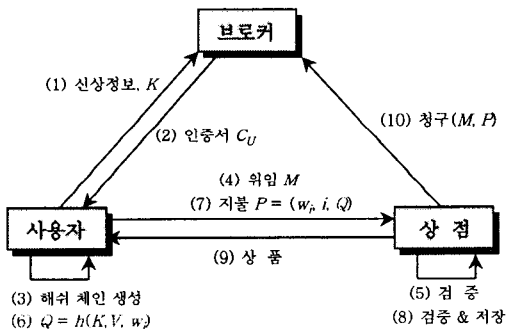 브로커
(1) 신상정보, K
(2) 인증서 C_U
(10) 청구(M, P)
(4) 위임 M
(7) 지불 P = (w_i, i, Q)
사용자
상 점
(9) 상 품
(3) 해쉬 체인 생성
(6) Q = h(K, V, w_i)
(5) 검 증
(8) 검증 & 저장